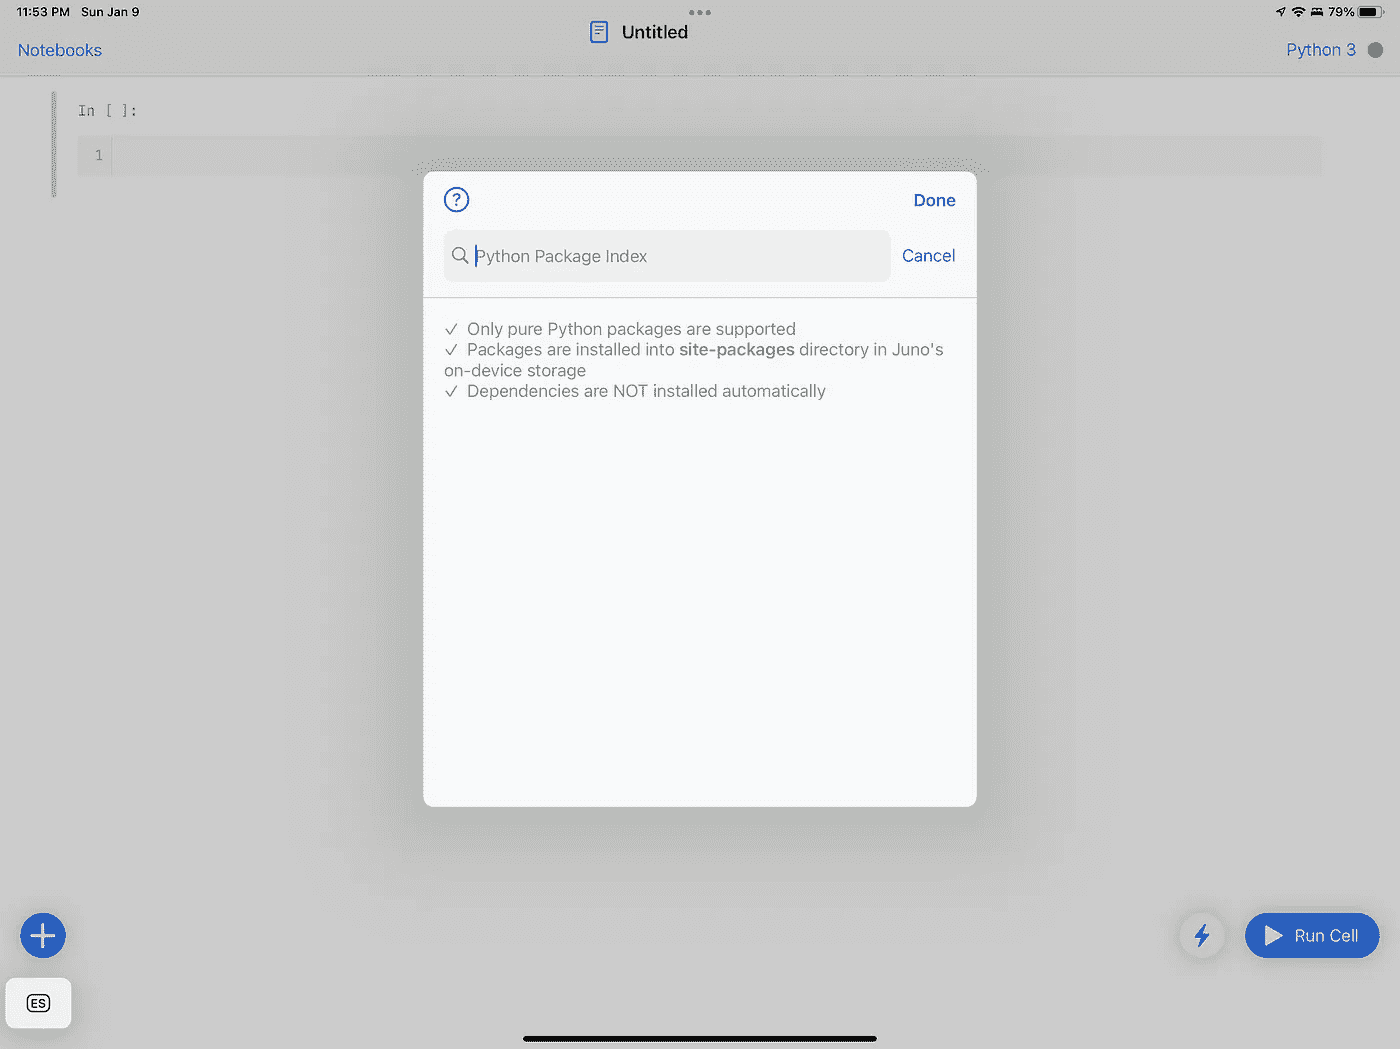 11:53 PM Sun Jan 9
79%
Untitled
Notebooks
Python 3
In [ ]:
1
?
Done
Python Package Index
Cancel
✓ Only pure Python packages are supported
✓ Packages are installed into site-packages directory in Juno's
on-device storage
✓ Dependencies are NOT installed automatically
Run Cell
ES